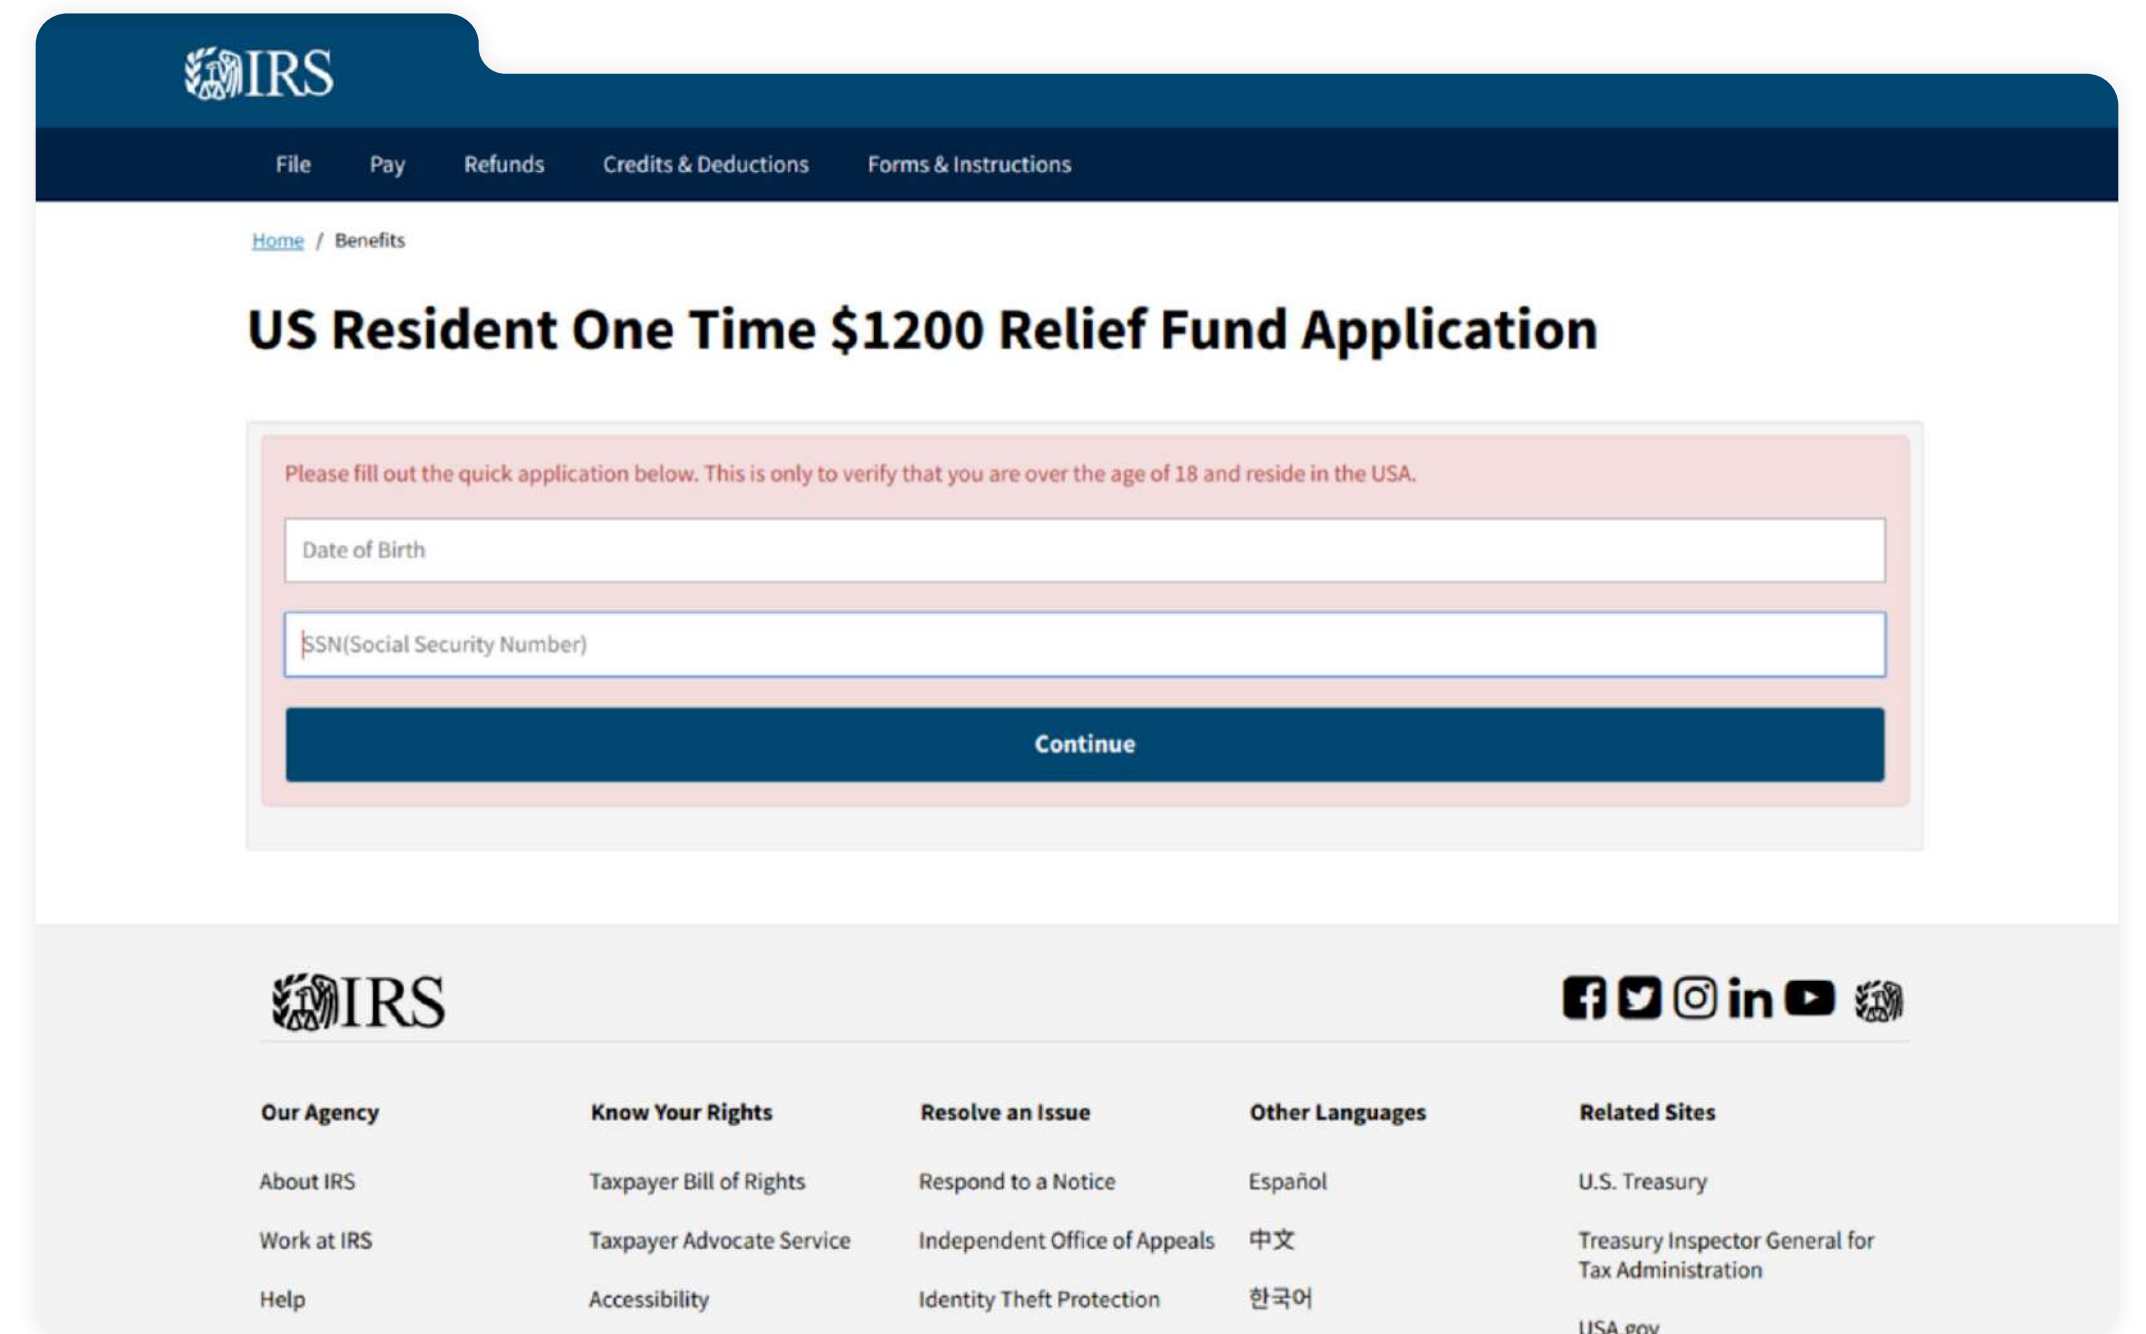 IRS
File Pay Refunds Credits & Deductions Forms & Instructions
Home / Benefits
US Resident One Time $1200 Relief Fund Application
Please fill out the quick application below. This is only to verify that you are over the age of 18 and reside in the USA.
Date of Birth
SSN(Social Security Number)
Continue
IRS
Our Agency Know Your Rights Resolve an Issue Other Languages Related Sites
About IRS Taxpayer Bill of Rights Respond to a Notice Español U.S. Treasury
Work at IRS Taxpayer Advocate Service Independent Office of Appeals 中文 Treasury Inspector General for
Tax Administration
Help Accessibility Identity Theft Protection 한국어
USA.gov